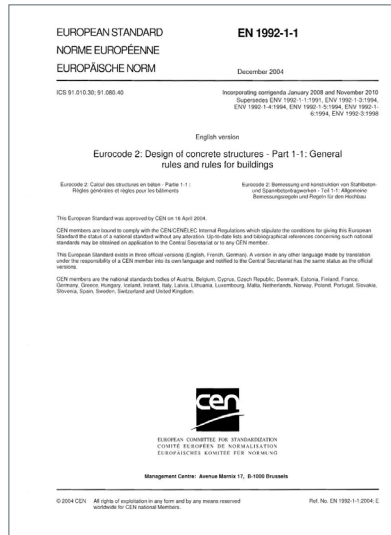 EUROPEAN STANDARD
NORME EUROPÉENNE
EUROPÄISCHE NORM
EN 1992-1-1
December 2004
ICS 91.010.30; 91.080.40
Incorporating corrigenda January 2008 and November 2010
Supersedes ENV 1992-1-1:1991, ENV 1992-1-3:1994,
ENV 1992-1-4:1994, ENV 1992-1-5:1994, ENV 1992-1-
6:1994, ENV 1992-3:1998
English version
Eurocode 2: Design of concrete structures - Part 1-1: General
rules and rules for buildings
Eurocode 2: Calcul des structures en béton - Partie 1-1 :
Règles générales et règles pour les bâtiments
Eurocode 2: Bemessung und konstruktion von Stahlbeton-
und Spannbetontragwerken - Teil 1-1: Allgemeine
Bemessungsregeln und Regeln für den Hochbau
This European Standard was approved by CEN on 16 April 2004.
CEN members are bound to comply with the CEN/CENELEC Internal Regulations which stipulate the conditions for giving this European
Standard the status of a national standard without any alteration. Up-to-date lists and bibliographical references concerning such national
standards may be obtained on application to the Central Secretariat or to any CEN member.
This European Standard exists in three official versions (English, French, German). A version in any other language made by translation
under the responsibility of a CEN member into its own language and notified to the Central Secretariat has the same status as the official
versions.
CEN members are the national standards bodies of Austria, Belgium, Cyprus, Czech Republic, Denmark, Estonia, Finland, France,
Germany, Greece, Hungary, Iceland, Ireland, Italy, Latvia, Lithuania, Luxembourg, Malta, Netherlands, Norway, Poland, Portugal, Slovakia,
Slovenia, Spain, Sweden, Switzerland and United Kingdom.
cen
EUROPEAN COMMITTEE FOR STANDARDIZATION
COMITÉ EUROPÉEN DE NORMALISATION
EUROPÄISCHES KOMITEE FÜR NORMUNG
Management Centre: Avenue Marnix 17, B-1000 Brussels
© 2004 CEN All rights of exploitation in any form and by any means reserved
worldwide for CEN national Members.
Ref. No. EN 1992-1-1:2004: E